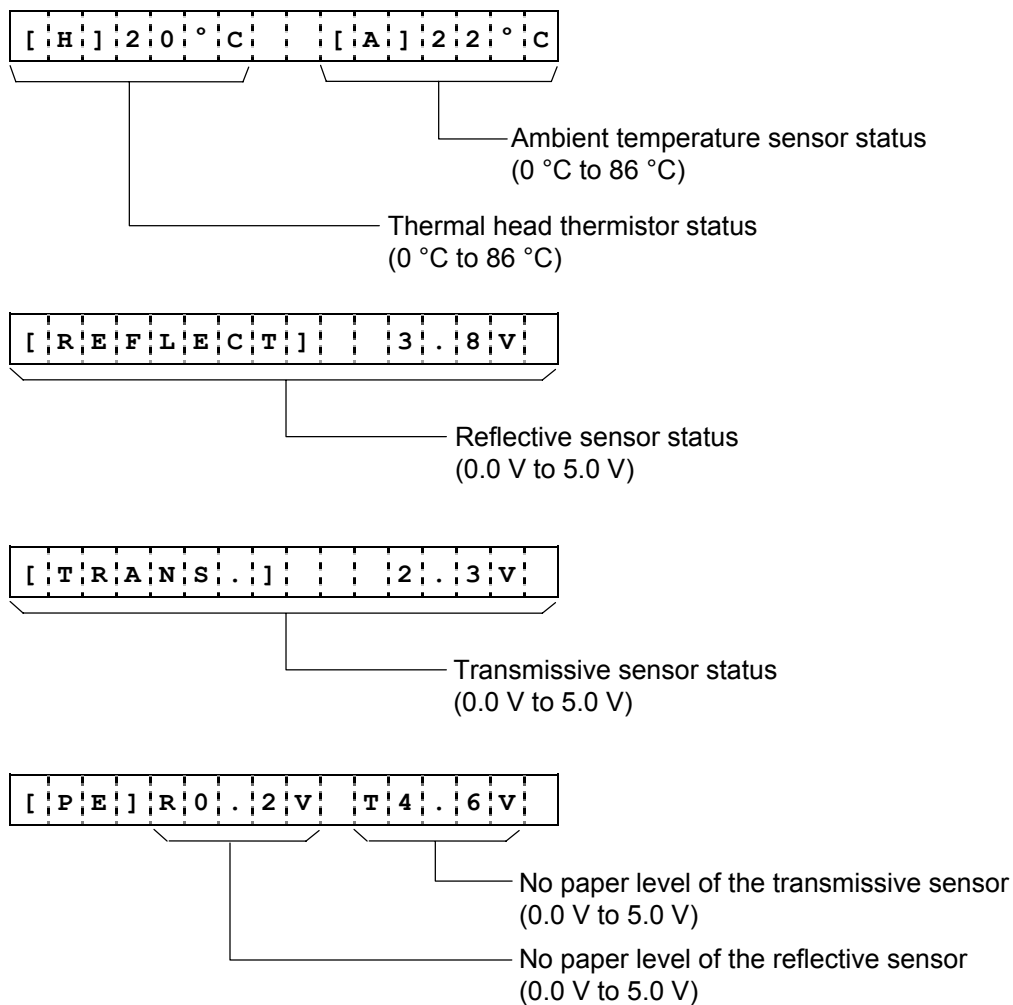 [H]20°C  [A]22°C
Ambient temperature sensor status
(0 °C to 86 °C)
Thermal head thermistor status
(0 °C to 86 °C)
[REFLECT]  3.8V
Reflective sensor status
(0.0 V to 5.0 V)
[TRANS.]   2.3V
Transmissive sensor status
(0.0 V to 5.0 V)
[PE]R0.2V T4.6V
No paper level of the transmissive sensor
(0.0 V to 5.0 V)
No paper level of the reflective sensor
(0.0 V to 5.0 V)